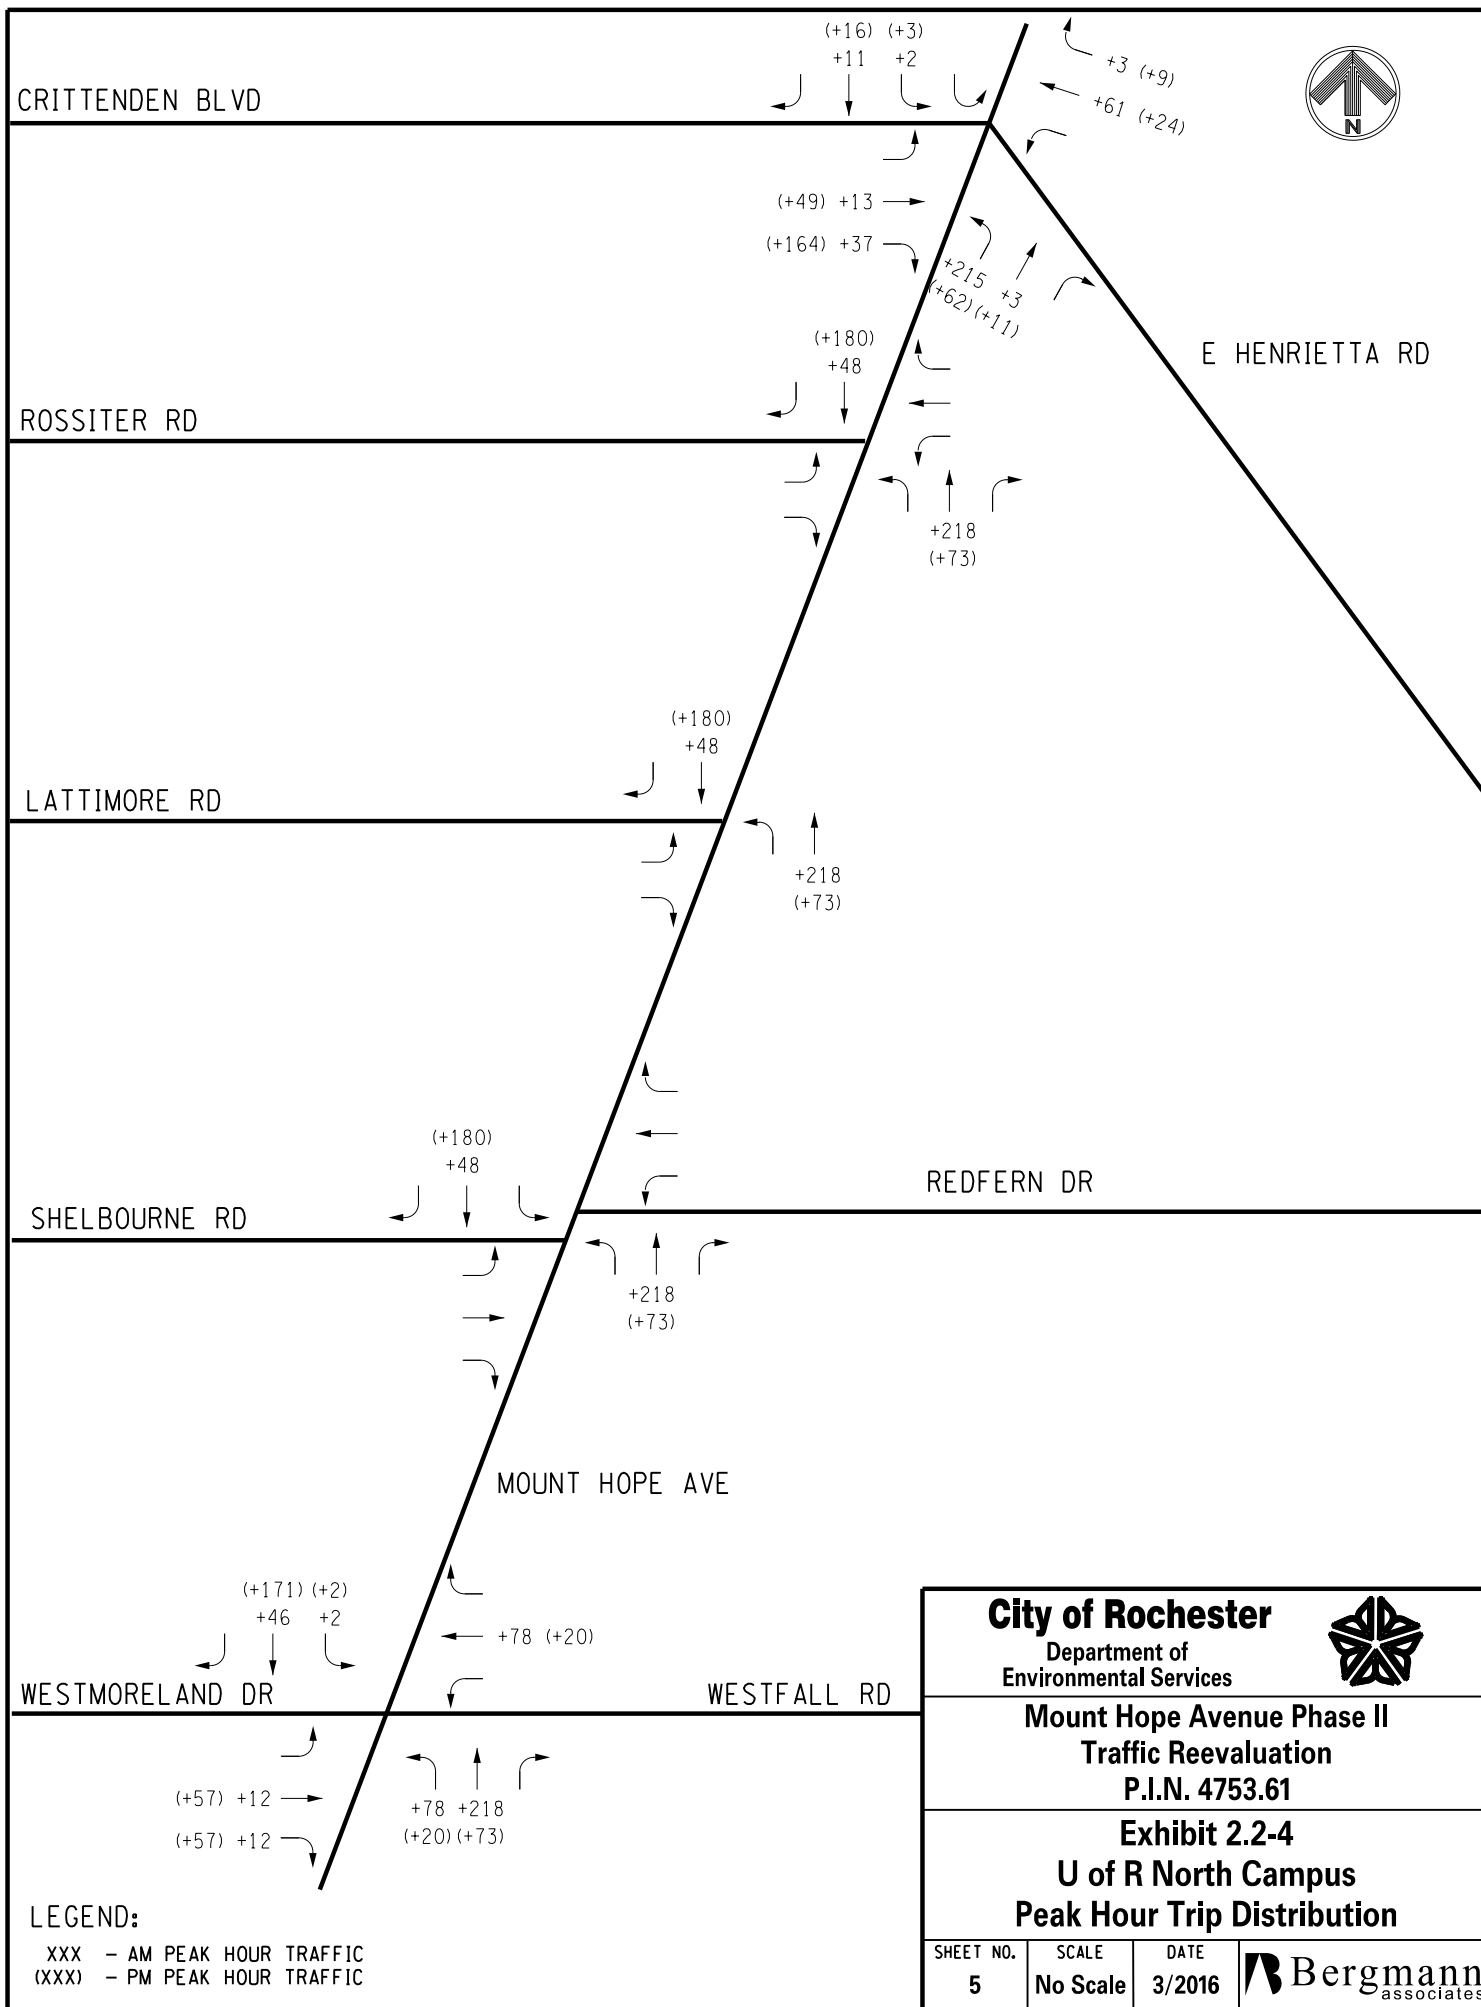 (+16) (+3)
+11 +2
+3 (+9)
+61 (+24)
N
CRITTENDEN BLVD
(+49) +13
(+164) +37
+215 +3
(+62) (+11)
E HENRIETTA RD
(+180)
+48
ROSSITER RD
+218
(+73)
(+180)
+48
LATTIMORE RD
+218
(+73)
(+180)
+48
REDFERN DR
SHELBOURNE RD
+218
(+73)
MOUNT HOPE AVE
(+171) (+2)
+46 +2
+78 (+20)
WESTMORELAND DR
WESTFALL RD
(+57) +12
(+57) +12
+78 +218
(+20) (+73)
LEGEND:
XXX - AM PEAK HOUR TRAFFIC
(XXX) - PM PEAK HOUR TRAFFIC
City of Rochester
Department of
Environmental Services
Mount Hope Avenue Phase II
Traffic Reevaluation
P.I.N. 4753.61
Exhibit 2.2-4
U of R North Campus
Peak Hour Trip Distribution
SHEET NO. SCALE DATE
5 No Scale 3/2016
Bergmann
associates